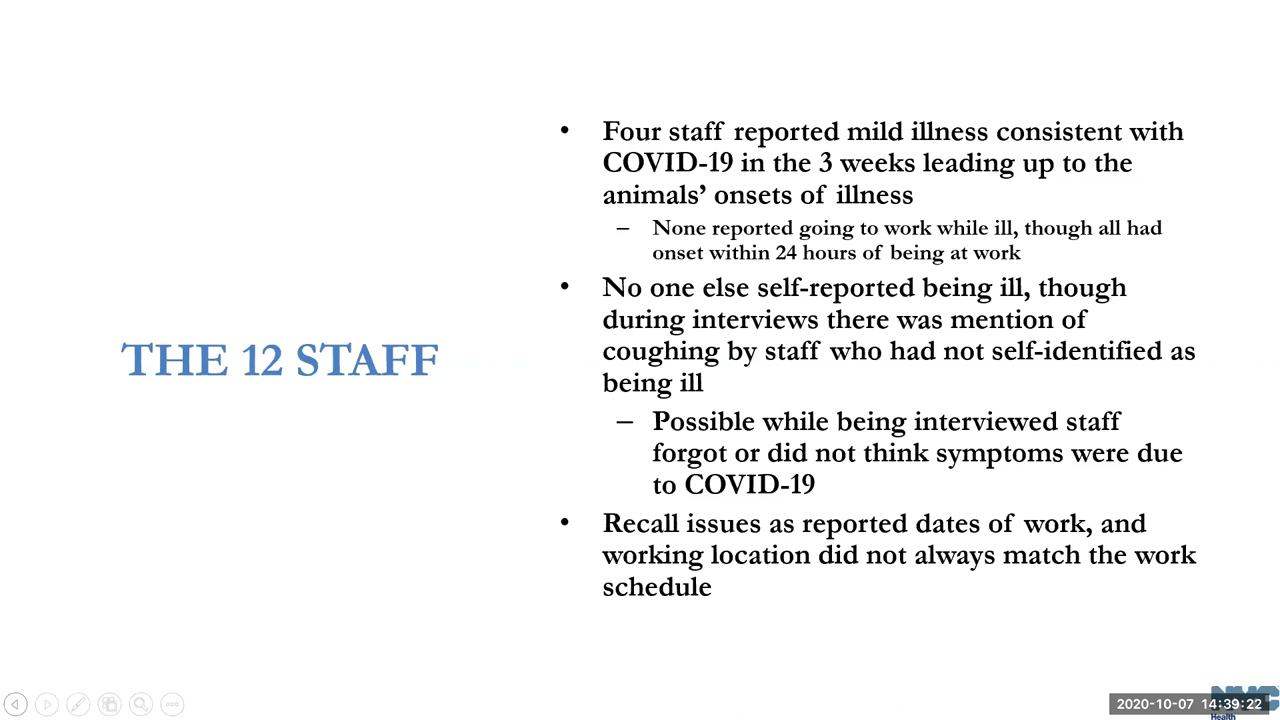 THE 12 STAFF
• Four staff reported mild illness consistent with
COVID-19 in the 3 weeks leading up to the
animals’ onsets of illness
– None reported going to work while ill, though all had
onset within 24 hours of being at work
• No one else self-reported being ill, though
during interviews there was mention of
coughing by staff who had not self-identified as
being ill
– Possible while being interviewed staff
forgot or did not think symptoms were due
to COVID-19
• Recall issues as reported dates of work, and
working location did not always match the work
schedule
2020-10-07 14:39:22
NYC
Health